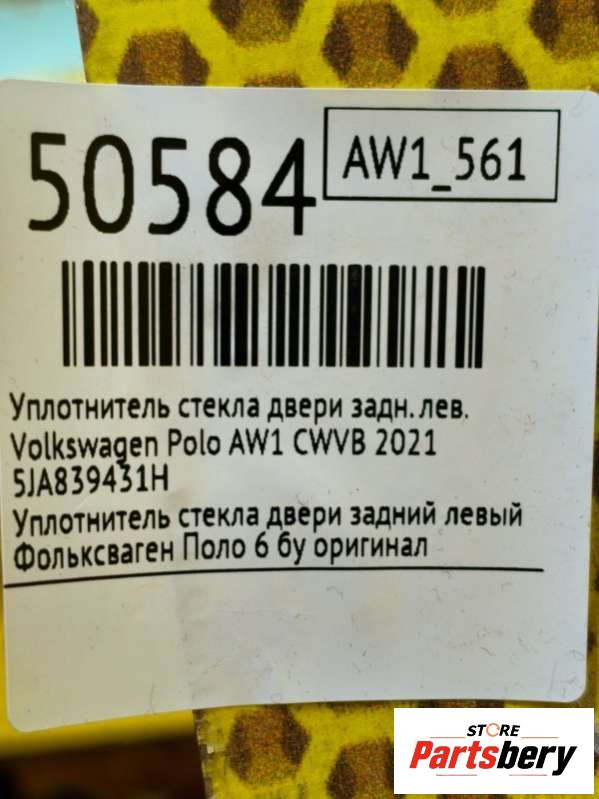 50584
AW1_561
Уплотнитель стекла двери задн. лев.
Volkswagen Polo AW1 CWVB 2021
5JA839431H
Уплотнитель стекла двери задний левый
Фольксваген Поло 6 бу оригинал
STORE
Partsbery